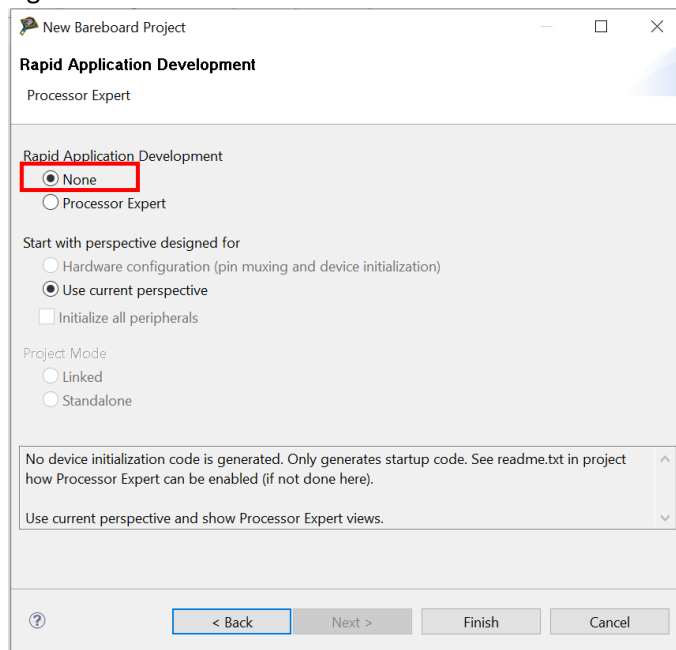 New Bareboard Project
Rapid Application Development
Processor Expert
Rapid Application Development
None
Processor Expert
Start with perspective designed for
Hardware configuration (pin muxing and device initialization)
Use current perspective
Initialize all peripherals
Project Mode
Linked
Standalone
No device initialization code is generated. Only generates startup code. See readme.txt in project
how Processor Expert can be enabled (if not done here).
Use current perspective and show Processor Expert views.
< Back Next > Finish Cancel